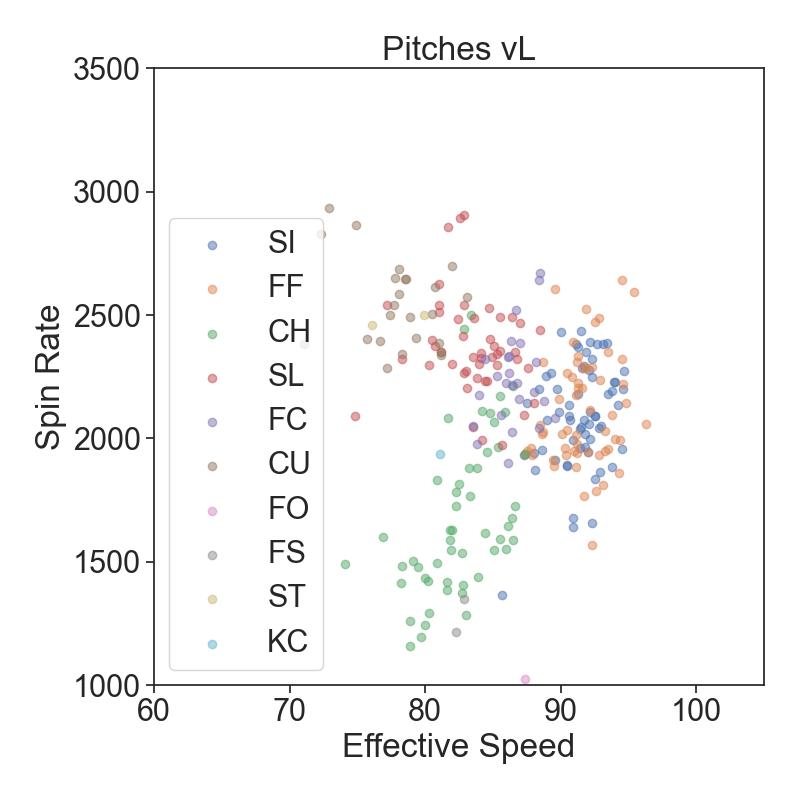 Pitches vL
3500
3000
2500
2000
1500
1000
Spin Rate
SI
FF
CH
SL
FC
CU
FO
FS
ST
KC
60 70 80 90 100
Effective Speed